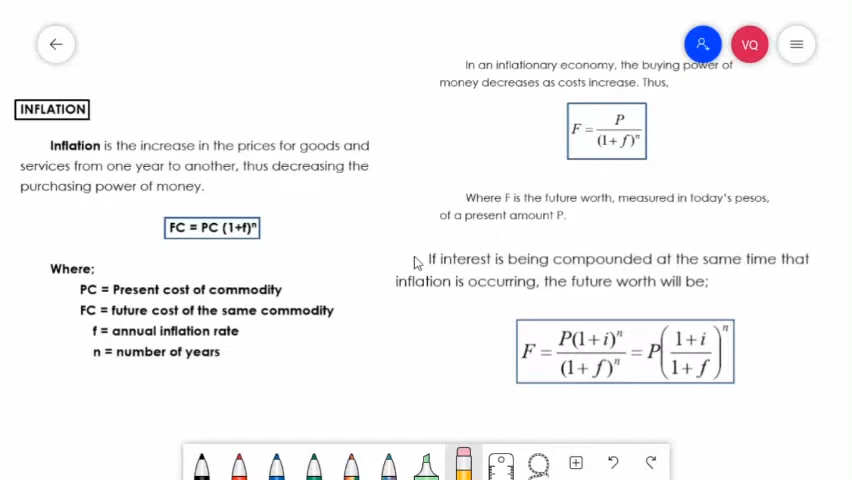 VQ
INFLATION
Inflation is the increase in the prices for goods and
services from one year to another, thus decreasing the
purchasing power of money.
FC = PC (1+f)ⁿ
Where;
PC = Present cost of commodity
FC = future cost of the same commodity
f = annual inflation rate
n = number of years
In an inflationary economy, the buying power of
money decreases as costs increase. Thus,
F = P / (1 + f)ⁿ
Where F is the future worth, measured in today's pesos,
of a present amount P.
If interest is being compounded at the same time that
inflation is occurring, the future worth will be;
F = P(1 + i)ⁿ / (1 + f)ⁿ = P((1 + i) / (1 + f))ⁿ